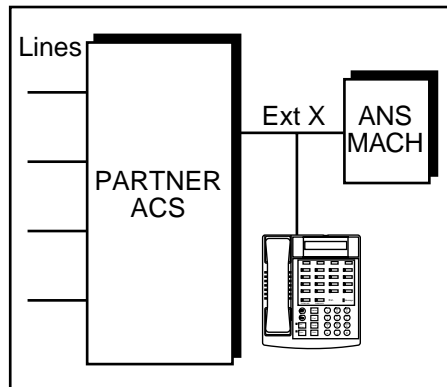 Lines
PARTNER
ACS
Ext X
ANS
MACH